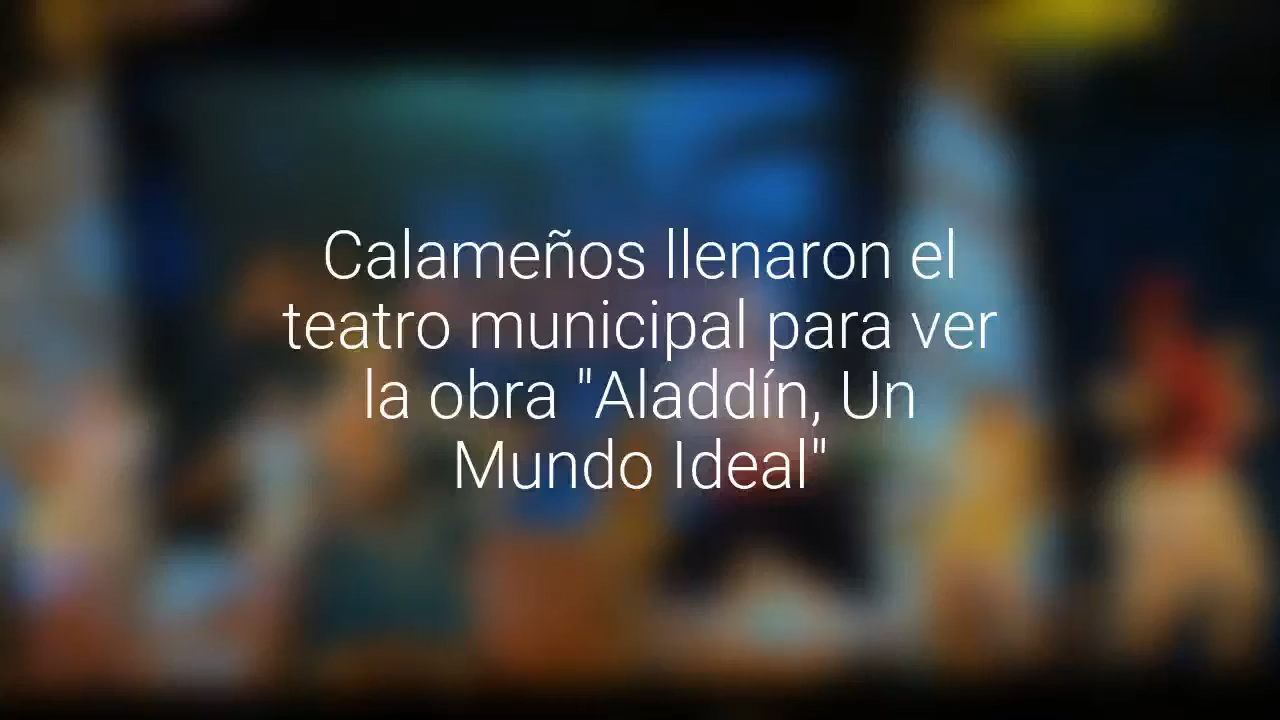 Calameños llenaron el
teatro municipal para ver
la obra "Aladdín, Un
Mundo Ideal"